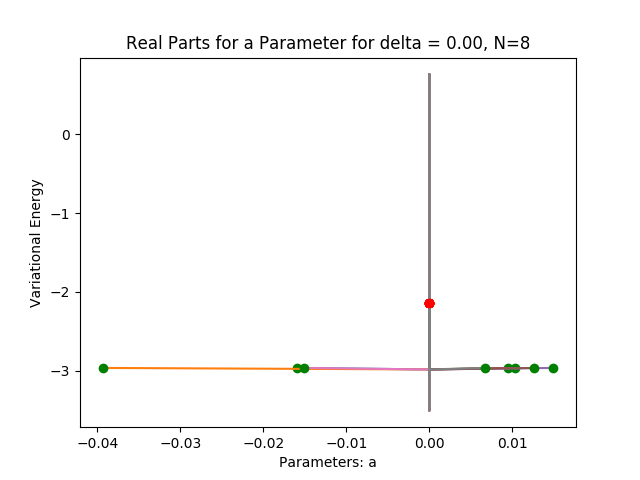 Real Parts for a Parameter for delta = 0.00, N=8
Variational Energy
0
−1
−2
−3
−0.04 −0.03 −0.02 −0.01 0.00 0.01
Parameters: a